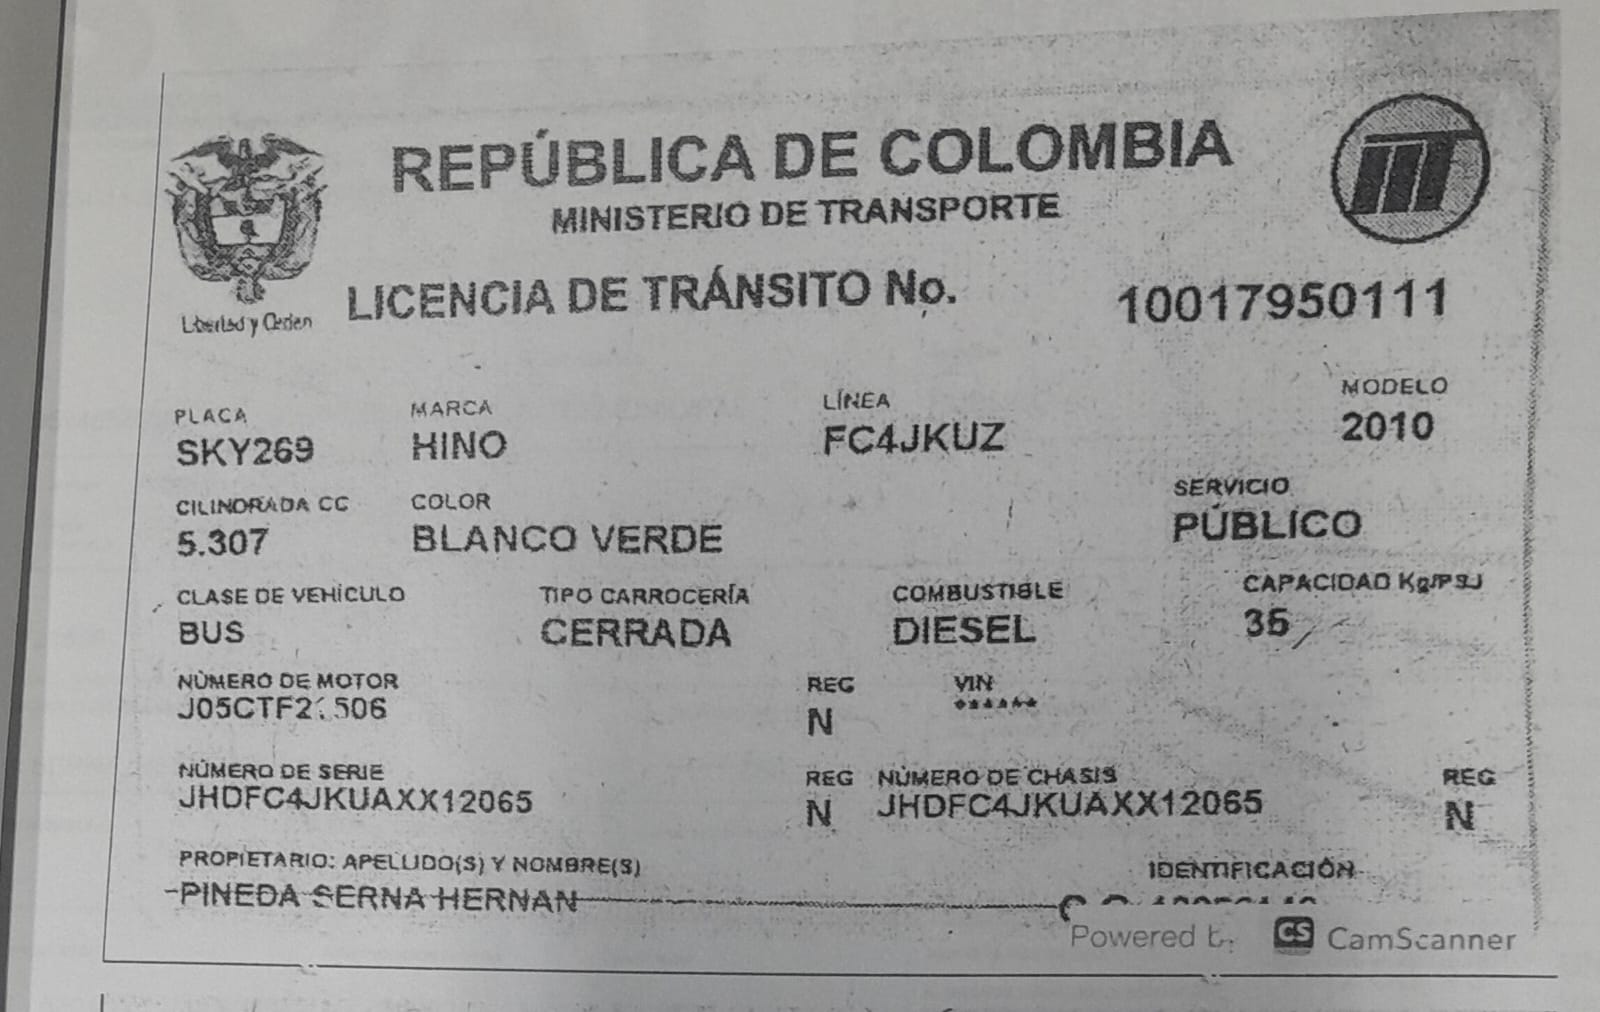 REPÚBLICA DE COLOMBIA
MINISTERIO DE TRANSPORTE
Libertad y Orden
LICENCIA DE TRÁNSITO No. 10017950111
PLACA MARCA LÍNEA MODELO
SKY269 HINO FC4JKUZ 2010
CILINDRADA CC COLOR SERVICIO
5.307 BLANCO VERDE PÚBLICO
CLASE DE VEHÍCULO TIPO CARROCERÍA COMBUSTIBLE CAPACIDAD Kg/PSJ
BUS CERRADA DIESEL
NÚMERO DE MOTOR REG VIN
N ******
NÚMERO DE SERIE REG NÚMERO DE CHASIS REG
JHDFC4JKUAXX12065 N JHDFC4JKUAXX12065 N
PROPIETARIO: APELLIDO(S) Y NOMBRE(S) IDENTIFICACIÓN
PINEDA SERNA HERNAN
Powered CS CamScanner